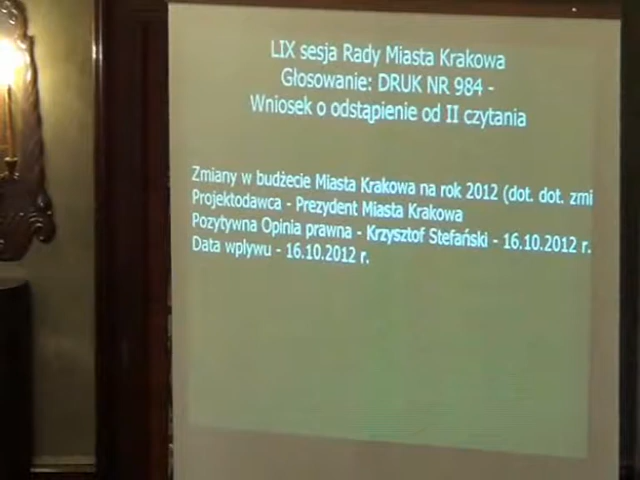 LIX sesja Rady Miasta Krakowa
Głosowanie: DRUK NR 984 -
Wniosek o odstąpienie od II czytania
Zmiany w budżecie Miasta Krakowa na rok 2012 (dot. dot. zmi
Projektodawca - Prezydent Miasta Krakowa
Pozytywna Opinia prawna - Krzysztof Stefański - 16.10.2012 r.
Data wpływu - 16.10.2012 r.